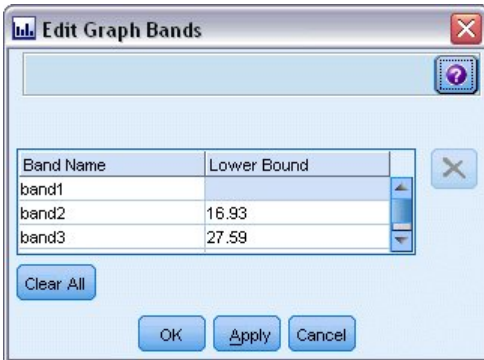 Edit Graph Bands
Band Name Lower Bound
band1
band2 16.93
band3 27.59
Clear All
OK Apply Cancel